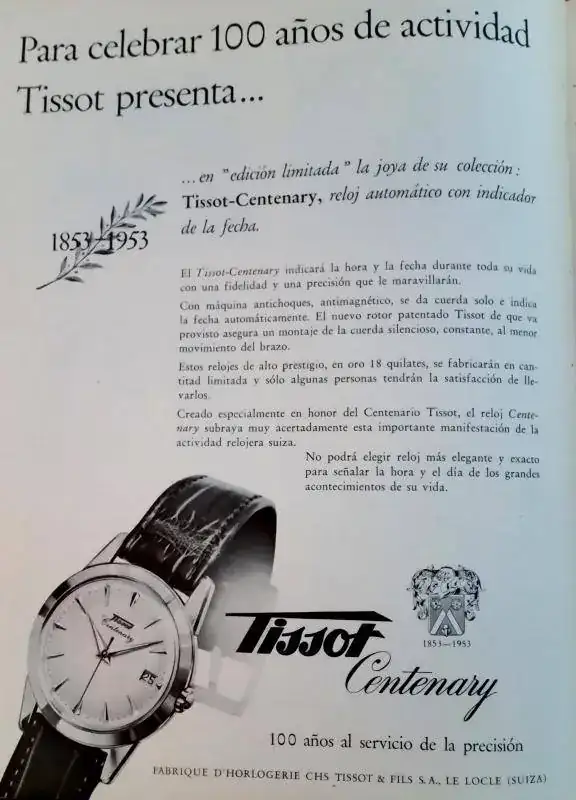 Para celebrar 100 años de actividad
Tissot presenta...
...en "edición limitada" la joya de su colección:
Tissot-Centenary, reloj automático con indicador
de la fecha.
1853-1953
El Tissot-Centenary indicará la hora y la fecha durante toda su vida
con una fidelidad y una precisión que le maravillarán.
Con máquina antichoques, antimagnético, se da cuerda solo e indica
la fecha automáticamente. El nuevo rotor patentado Tissot de que va
provisto asegura un montaje de la cuerda silencioso, constante, al menor
movimiento del brazo.
Estos relojes de alto prestigio, en oro 18 quilates, se fabricarán en can-
titad limitada y sólo algunas personas tendrán la satisfacción de lle-
varlos.
Creado especialmente en honor del Centenario Tissot, el reloj Cente-
nary subraya muy acertadamente esta importante manifestación de la
actividad relojera suiza.
No podrá elegir reloj más elegante y exacto
para señalar la hora y el día de los grandes
acontecimientos de su vida.
Tissot
Centenary
25
1853-1953
Tissot
Centenary
100 años al servicio de la precisión
FABRIQUE D'HORLOGERIE CHS TISSOT & FILS S.A., LE LOCLE (SUIZA)